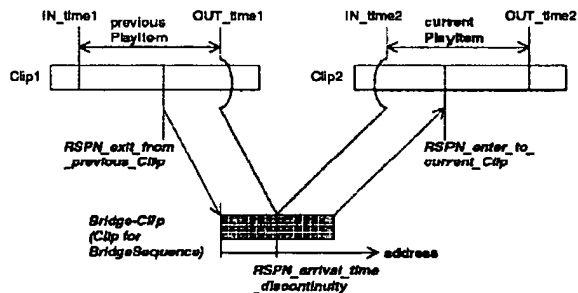 IN_time1
previous
PlayItem
OUT_time1
IN_time2
current
PlayItem
OUT_time2
Clip1
Clip2
RSPN_exit_from
_previous_Clip
RSPN_enter_to_
current_Clip
Bridge-Clip
(Clip for
BridgeSequence)
address
RSPN_arrival_time
_discontinuity